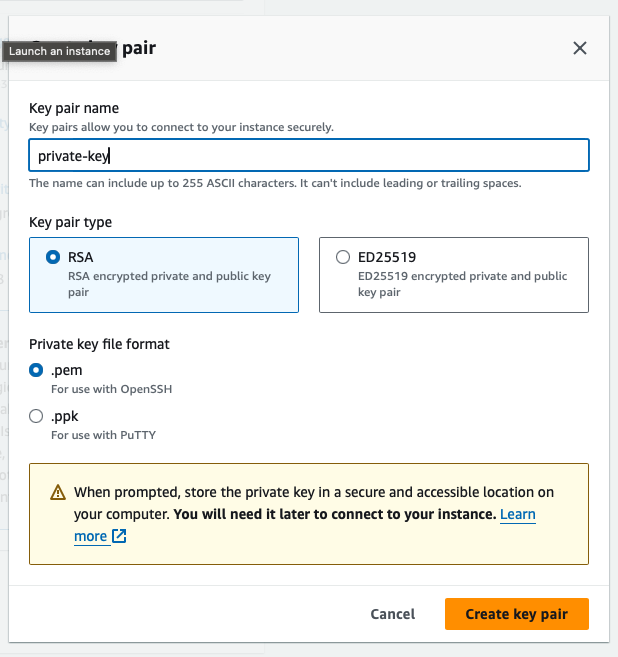 Launch an instance
pair
Key pair name
Key pairs allow you to connect to your instance securely.
private-key
The name can include up to 255 ASCII characters. It can't include leading or trailing spaces.
Key pair type
RSA
RSA encrypted private and public key
pair
ED25519
ED25519 encrypted private and public
key pair
Private key file format
.pem
For use with OpenSSH
.ppk
For use with PuTTY
When prompted, store the private key in a secure and accessible location on
your computer. You will need it later to connect to your instance. Learn
more
Cancel
Create key pair